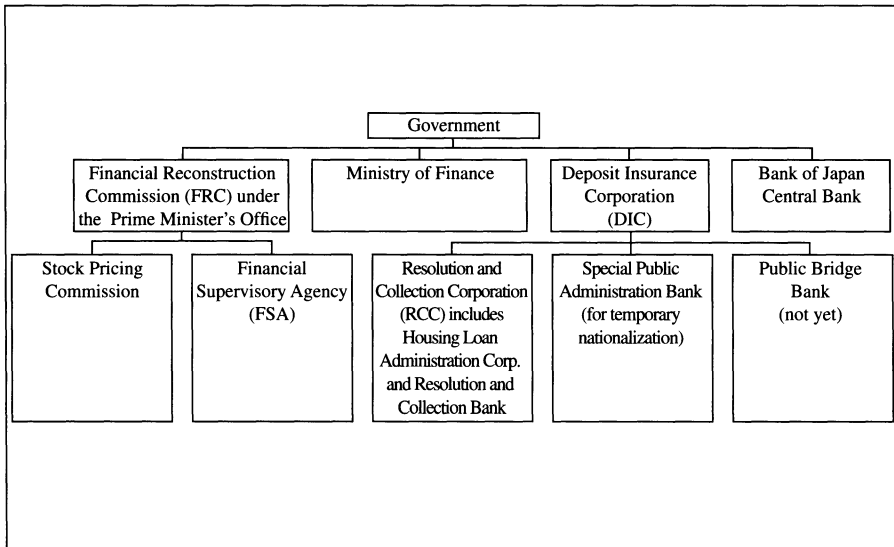 Government
Financial Reconstruction
Commission (FRC) under
the Prime Minister's Office
Ministry of Finance
Deposit Insurance
Corporation
(DIC)
Bank of Japan
Central Bank
Stock Pricing
Commission
Financial
Supervisory Agency
(FSA)
Resolution and
Collection Corporation
(RCC) includes
Housing Loan
Administration Corp.
and Resolution and
Collection Bank
Special Public
Administration Bank
(for temporary
nationalization)
Public Bridge
Bank
(not yet)